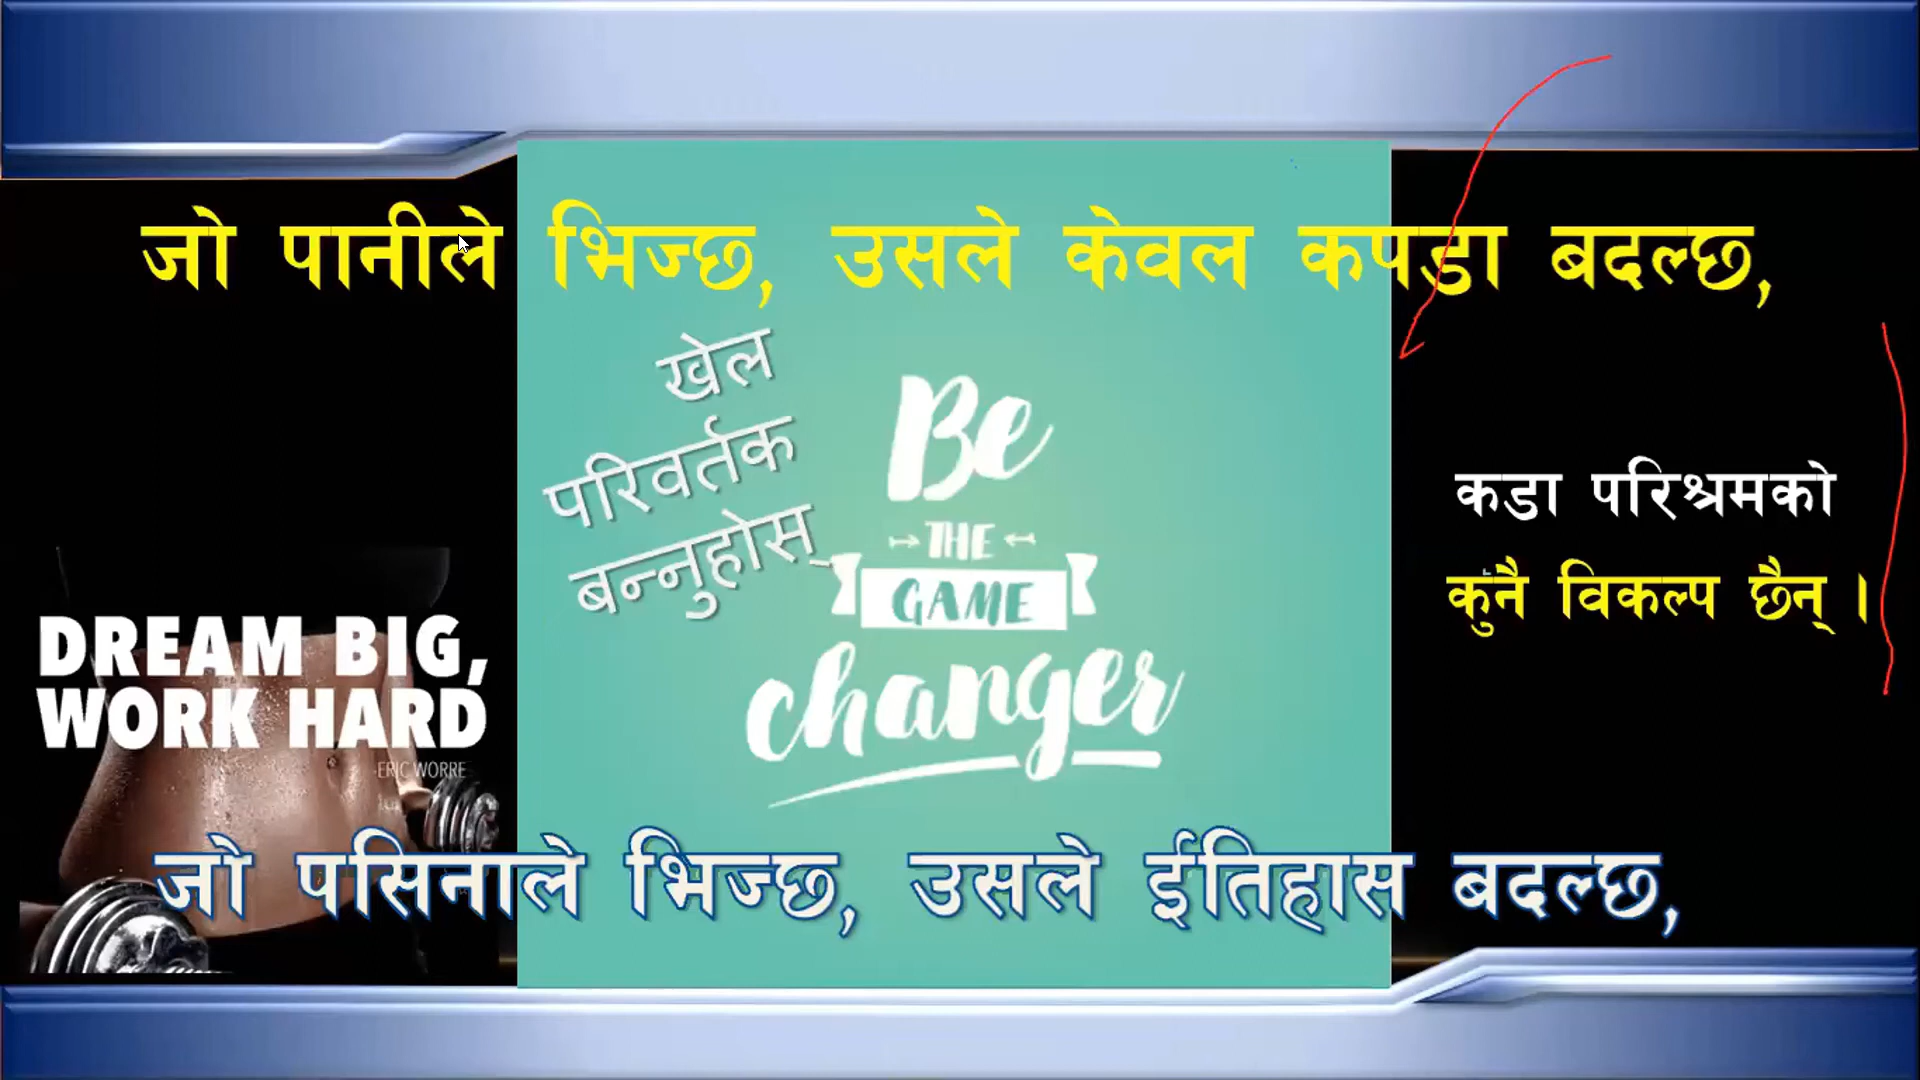 जो पानीले भिज्छ, उसले केवल कपडा बदल्छ,
खेल
परिवर्तक
बन्नुहोस्
Be
THE
GAME
changer
कडा परिश्रमको
कुनै विकल्प छैन् ।
DREAM BIG,
WORK HARD
ERIC WORRE
जो पसिनाले भिज्छ, उसले ईतिहास बदल्छ,